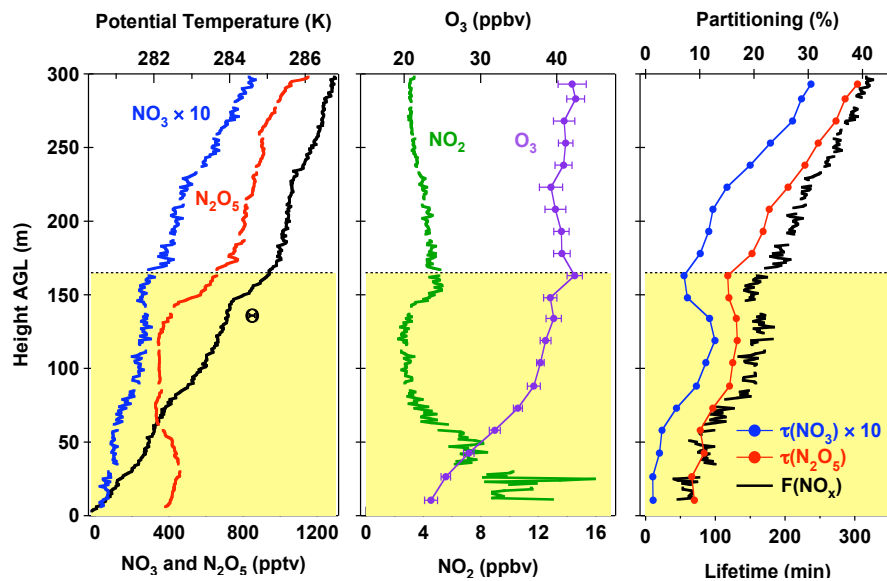 Potential Temperature (K)
O₃ (ppbv)
Partitioning (%)
282 284 286
20 30 40
0 10 20 30 40
300
250
200
150
100
50
0
Height AGL (m)
NO₃ × 10
N₂O₅
Θ
NO₂
O₃
τ(NO₃) × 10
τ(N₂O₅)
F(NOₓ)
0 400 800 1200
4 8 12 16
0 100 200 300
NO₃ and N₂O₅ (pptv)
NO₂ (ppbv)
Lifetime (min)